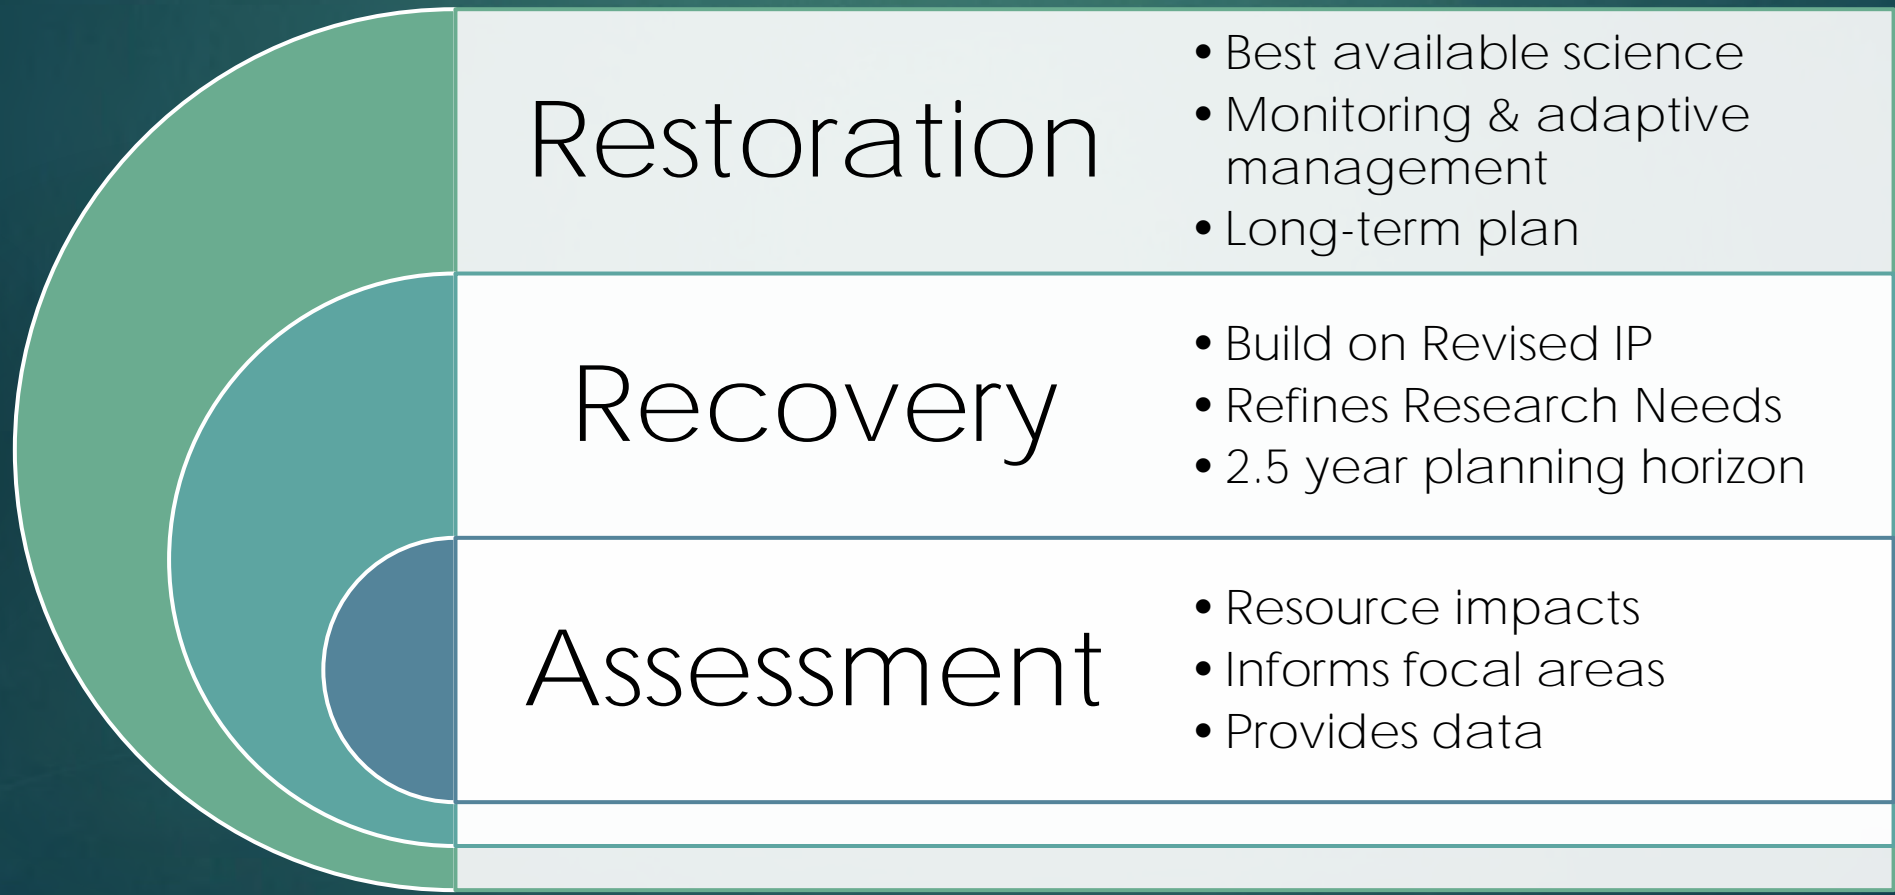 Restoration
• Best available science
• Monitoring & adaptive
management
• Long-term plan
Recovery
• Build on Revised IP
• Refines Research Needs
• 2.5 year planning horizon
Assessment
• Resource impacts
• Informs focal areas
• Provides data